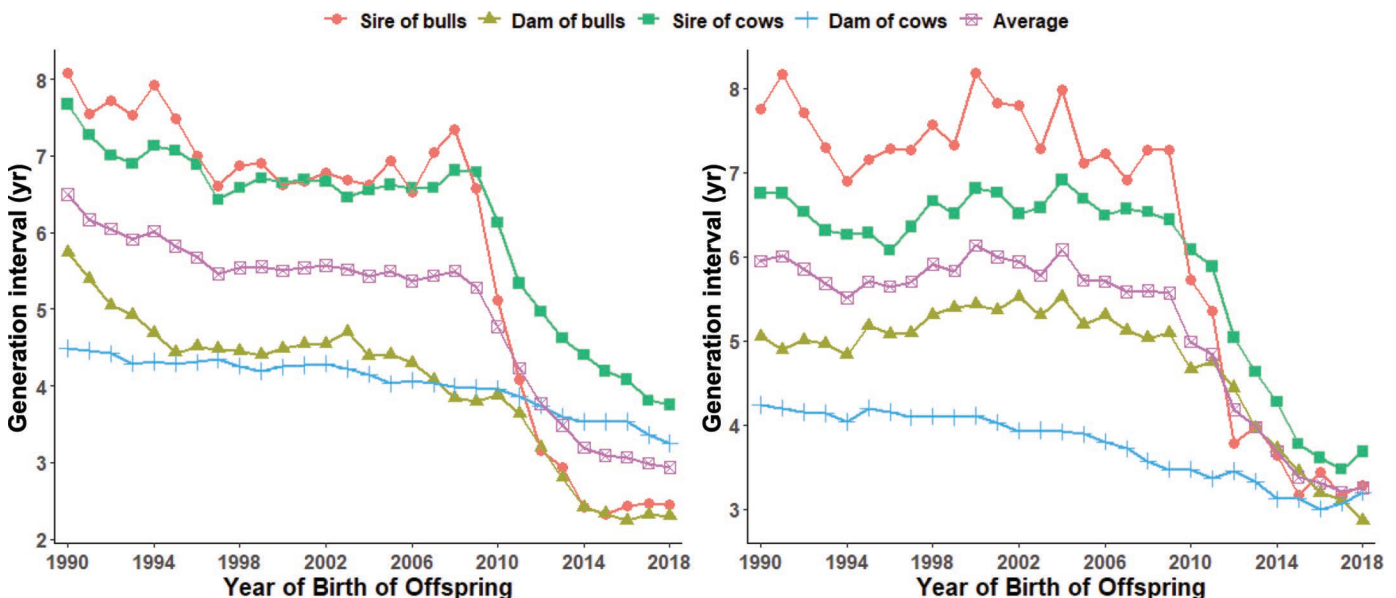 Sire of bulls Dam of bulls Sire of cows Dam of cows Average
Generation interval (yr)
8
7
6
5
4
3
2
1990 1994 1998 2002 2006 2010 2014 2018
Year of Birth of Offspring
Generation interval (yr)
8
7
6
5
4
3
1990 1994 1998 2002 2006 2010 2014 2018
Year of Birth of Offspring